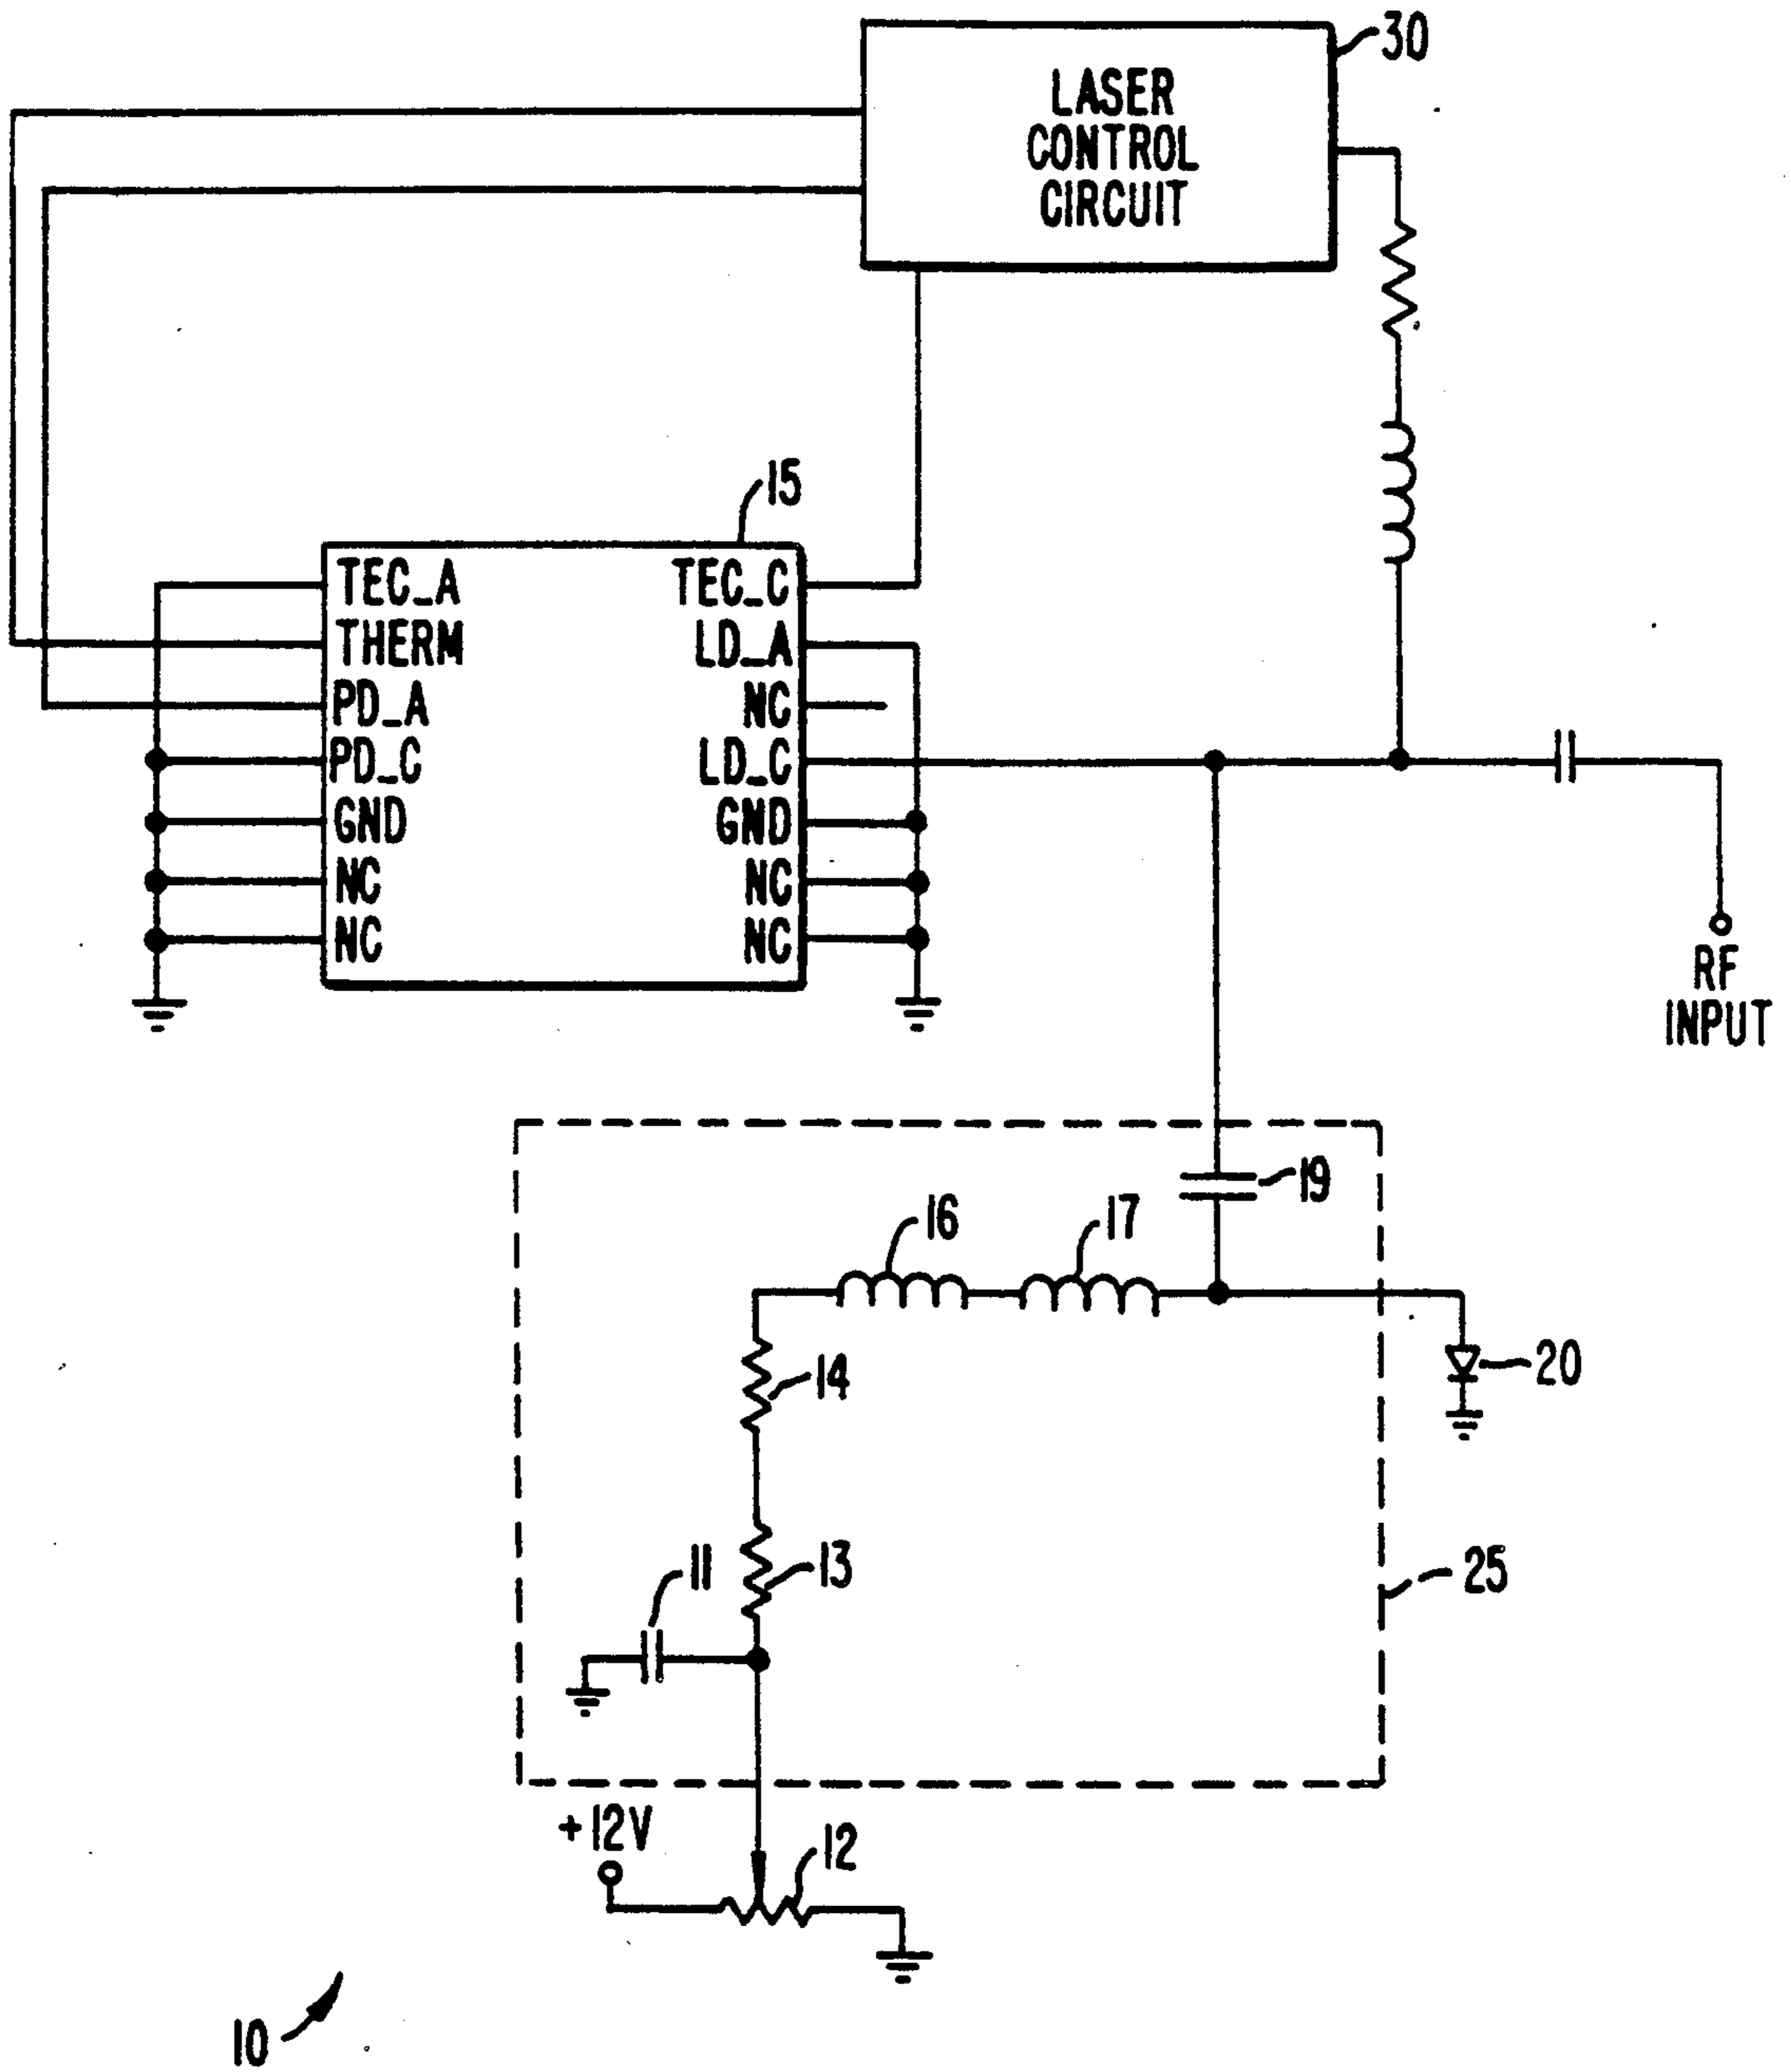 30
LASER
CONTROL
CIRCUIT
15
TEC_A
TEC_C
THERM
LD_A
PD_A
NC
PD_C
LD_C
GND
GND
NC
NC
NC
NC
RF
INPUT
19
16
17
14
20
11
13
25
+12V
12
10